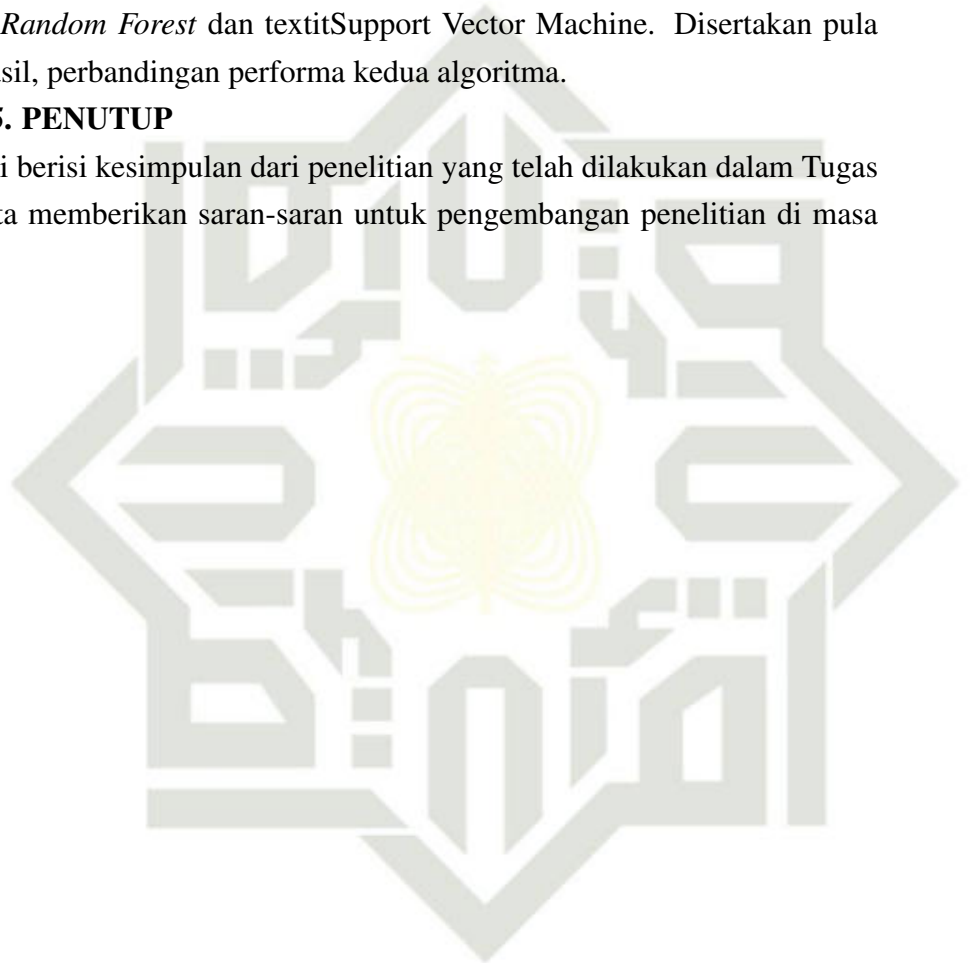 Random Forest dan textitSupport Vector Machine. Disertakan pula
sil, perbandingan performa kedua algoritma.
5. PENUTUP
i berisi kesimpulan dari penelitian yang telah dilakukan dalam Tugas
ta memberikan saran-saran untuk pengembangan penelitian di masa